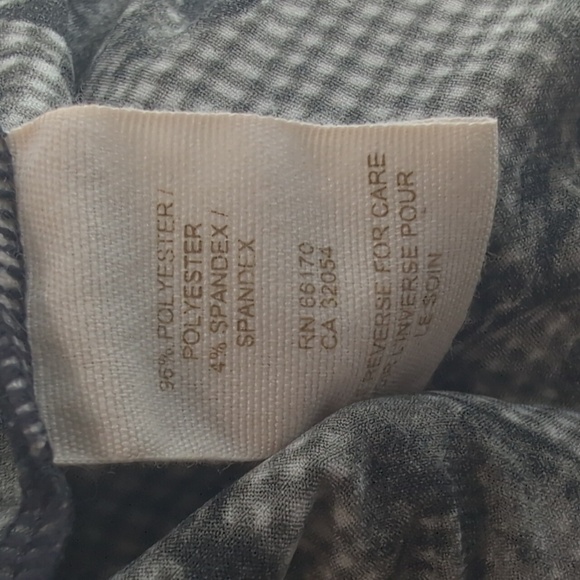 96% POLYESTER /
POLYESTER
4% SPANDEX /
SPANDEX
RN 66170
CA 32054
REVERSE FOR CARE
L'INVERSE POUR
LE SOIN